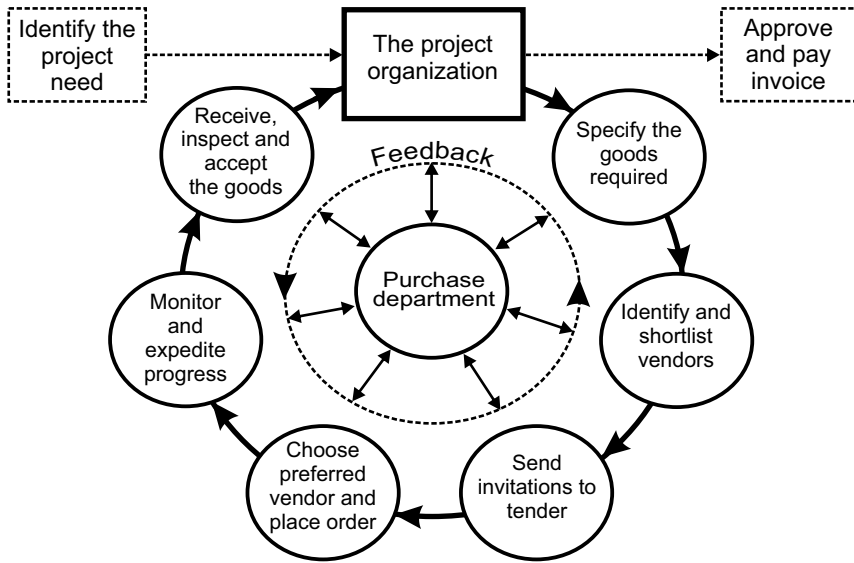 Identify the
project
need
The project
organization
Approve
and pay
invoice
Specify the
goods
required
Identify and
shortlist
vendors
Send
invitations to
tender
Choose
preferred
vendor and
place order
Monitor
and
expedite
progress
Receive,
inspect and
accept
the goods
Feedback
Purchase
department